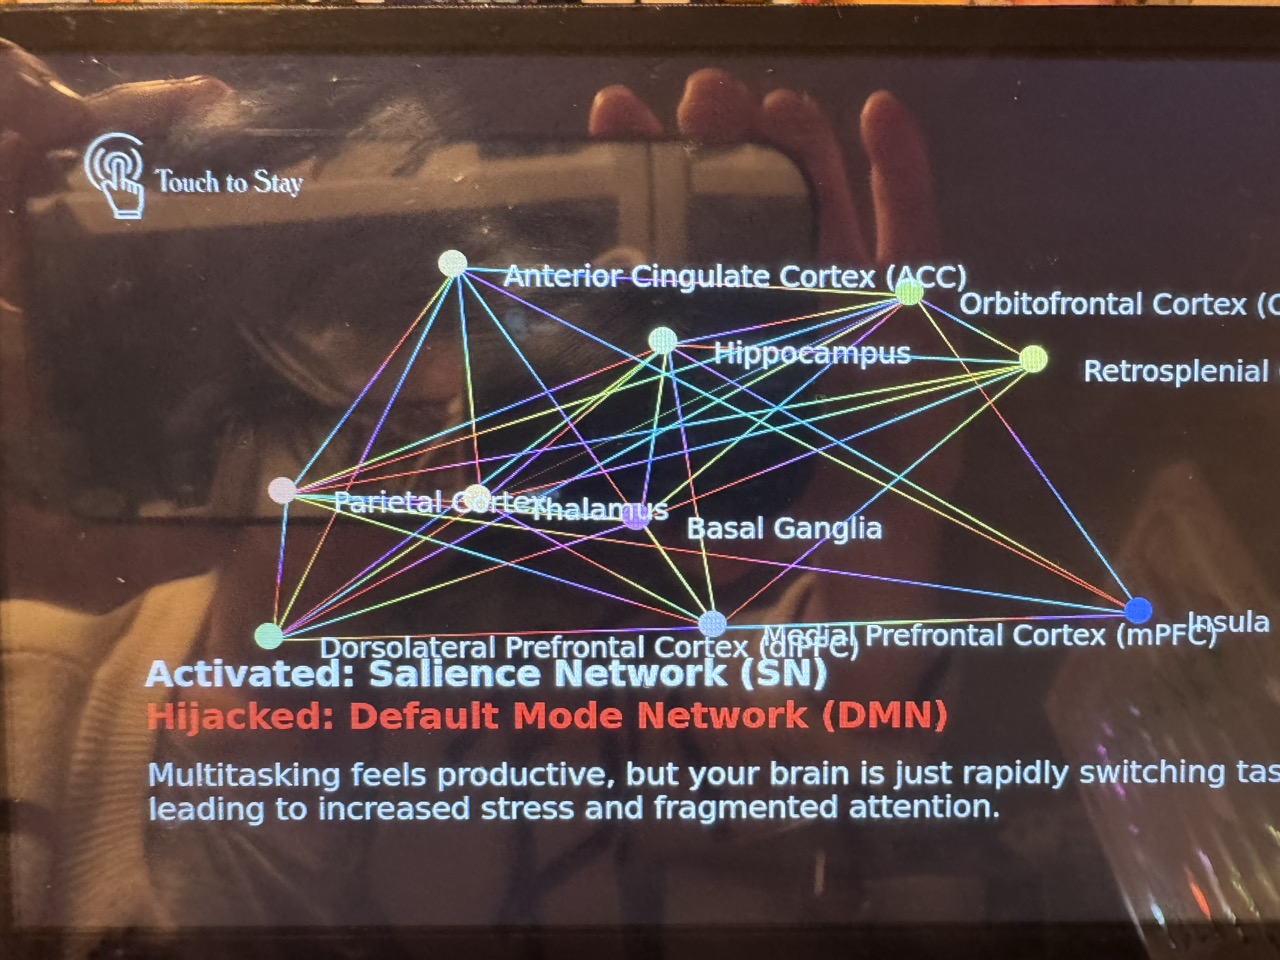 Touch to Stay
Anterior Cingulate Cortex (ACC)
Orbitofrontal Cortex (
Hippocampus
Retrosplenial
Parietal Cortex
Thalamus
Basal Ganglia
Insula
Medial Prefrontal Cortex (mPFC)
Dorsolateral Prefrontal Cortex (dlPFC)
Activated: Salience Network (SN)
Hijacked: Default Mode Network (DMN)
Multitasking feels productive, but your brain is just rapidly switching
leading to increased stress and fragmented attention.